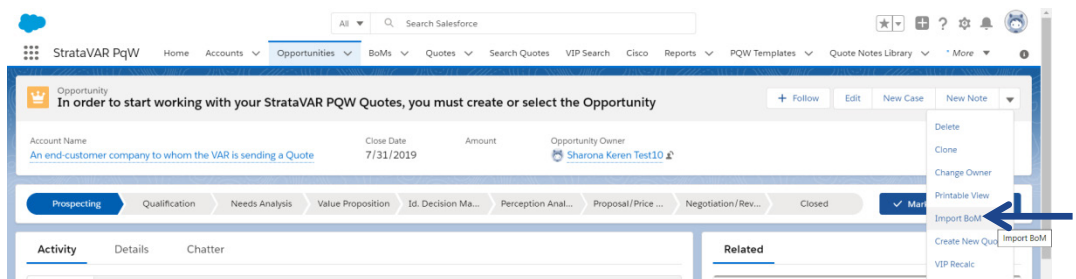 All Search Salesforce
StrataVAR PqW Home Accounts Opportunities BoMs Quotes Search Quotes VIP Search Cisco Reports PQW Templates Quote Notes Library * More
Opportunity
In order to start working with your StrataVAR PQW Quotes, you must create or select the Opportunity
+ Follow Edit New Case New Note
Account Name Close Date Amount Opportunity Owner
An end-customer company to whom the VAR is sending a Quote 7/31/2019 Sharona Keren Test10
Delete
Clone
Change Owner
Printable View
Import BoM
Create New Quo
VIP Recalc
Import BoM
Prospecting Qualification Needs Analysis Value Proposition Id. Decision Ma... Perception Anal... Proposal/Price ... Negotiation/Rev... Closed ✓ Mar
Activity Details Chatter Related